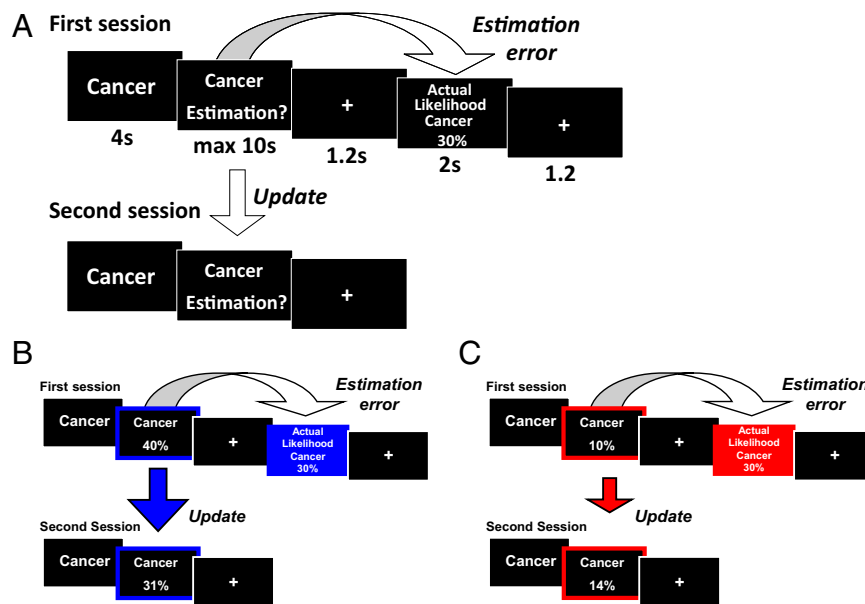 A
First session
Estimation
error
Cancer
Cancer
Estimation?
+
Actual
Likelihood
Cancer
30%
+
4s
max 10s
1.2s
2s
1.2
Update
Second session
Cancer
Cancer
Estimation?
+
B
First session
Estimation
error
Cancer
Cancer
40%
+
Actual
Likelihood
Cancer
30%
+
Update
Second Session
Cancer
Cancer
31%
+
C
First session
Estimation
error
Cancer
Cancer
10%
+
Actual
Likelihood
Cancer
30%
+
Update
Second Session
Cancer
Cancer
14%
+